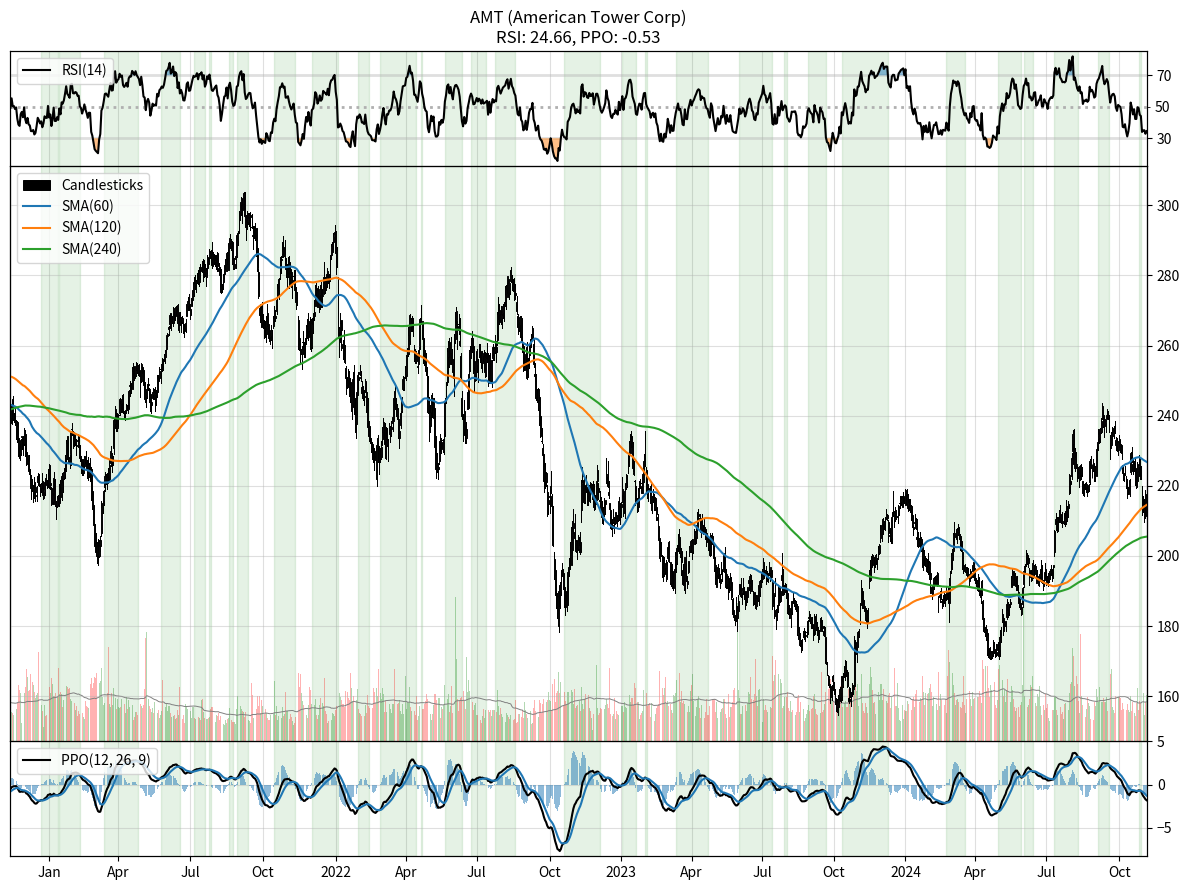 AMT (American Tower Corp)
RSI: 24.66, PPO: -0.53
RSI(14)
70
50
30
Candlesticks
SMA(60)
SMA(120)
SMA(240)
300
280
260
240
220
200
180
160
PPO(12, 26, 9)
5
0
−5
Jan Apr Jul Oct 2022 Apr Jul Oct 2023 Apr Jul Oct 2024 Apr Jul Oct